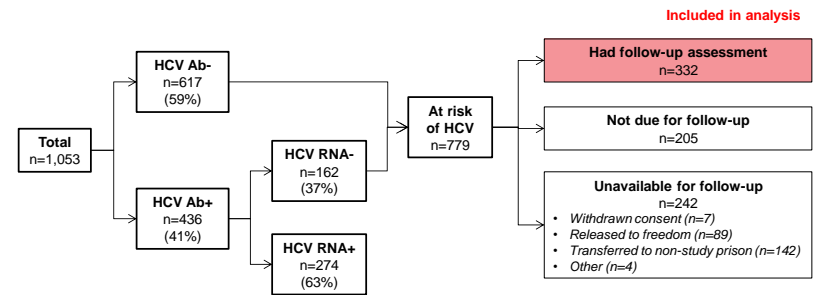 Included in analysis
Total
n=1,053
HCV Ab-
n=617
(59%)
HCV Ab+
n=436
(41%)
HCV RNA-
n=162
(37%)
HCV RNA+
n=274
(63%)
At risk
of HCV
n=779
Had follow-up assessment
n=332
Not due for follow-up
n=205
Unavailable for follow-up
n=242
• Withdrawn consent (n=7)
• Released to freedom (n=89)
• Transferred to non-study prison (n=142)
• Other (n=4)